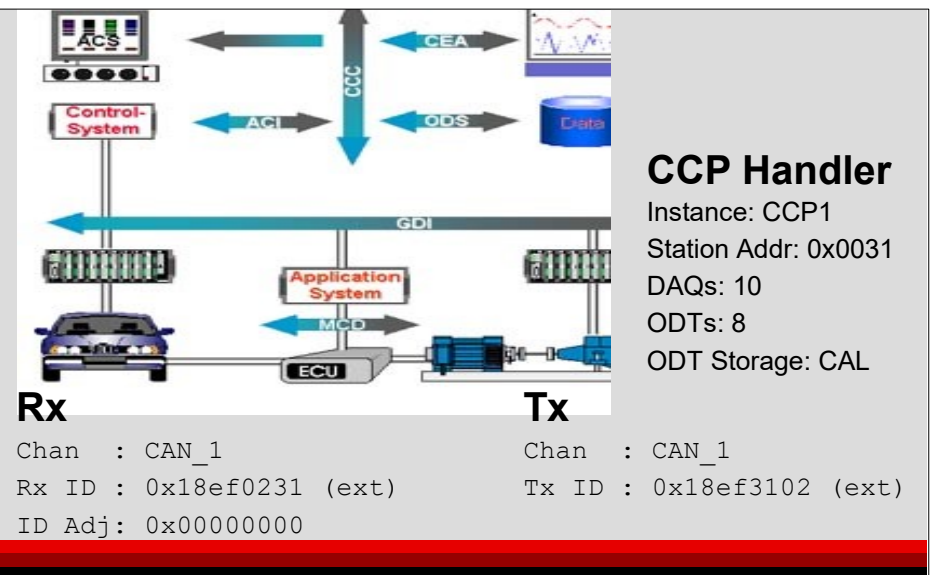 ACS
CEA
CCC
Control-
System
ACI
ODS
Data
GDI
Application
System
MCD
ECU
CCP Handler
Instance: CCP1
Station Addr: 0x0031
DAQs: 10
ODTs: 8
ODT Storage: CAL
Rx
Chan : CAN_1
Rx ID : 0x18ef0231 (ext)
ID Adj: 0x00000000
Tx
Chan : CAN_1
Tx ID : 0x18ef3102 (ext)